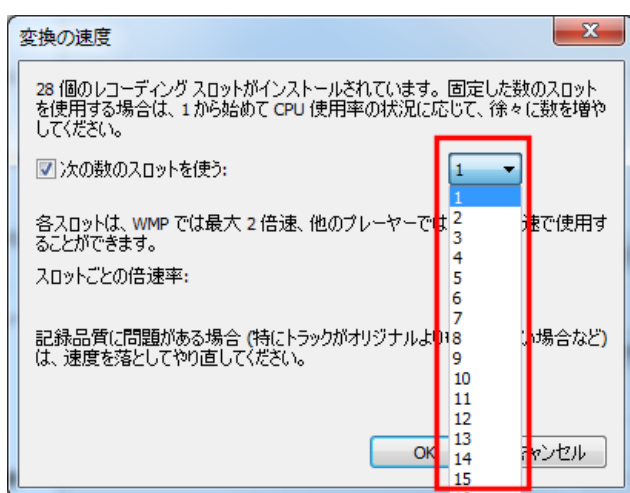 変換の速度
28 個のレコーディング スロットがインストールされています。固定した数のスロット
を使用する場合は、1 から始めて CPU 使用率の状況に応じて、徐々に数を増や
してください。
次の数のスロットを使う:
1
1
2
3
4
5
6
7
8
9
10
11
12
13
14
15
各スロットは、WMP では最大 2 倍速、他のプレーヤーでは 速で使用す
ることができます。
スロットごとの倍速率:
記録品質に問題がある場合 (特にトラックがオリジナルより い場合など)
は、速度を落としてやり直してください。
OK
キャンセル